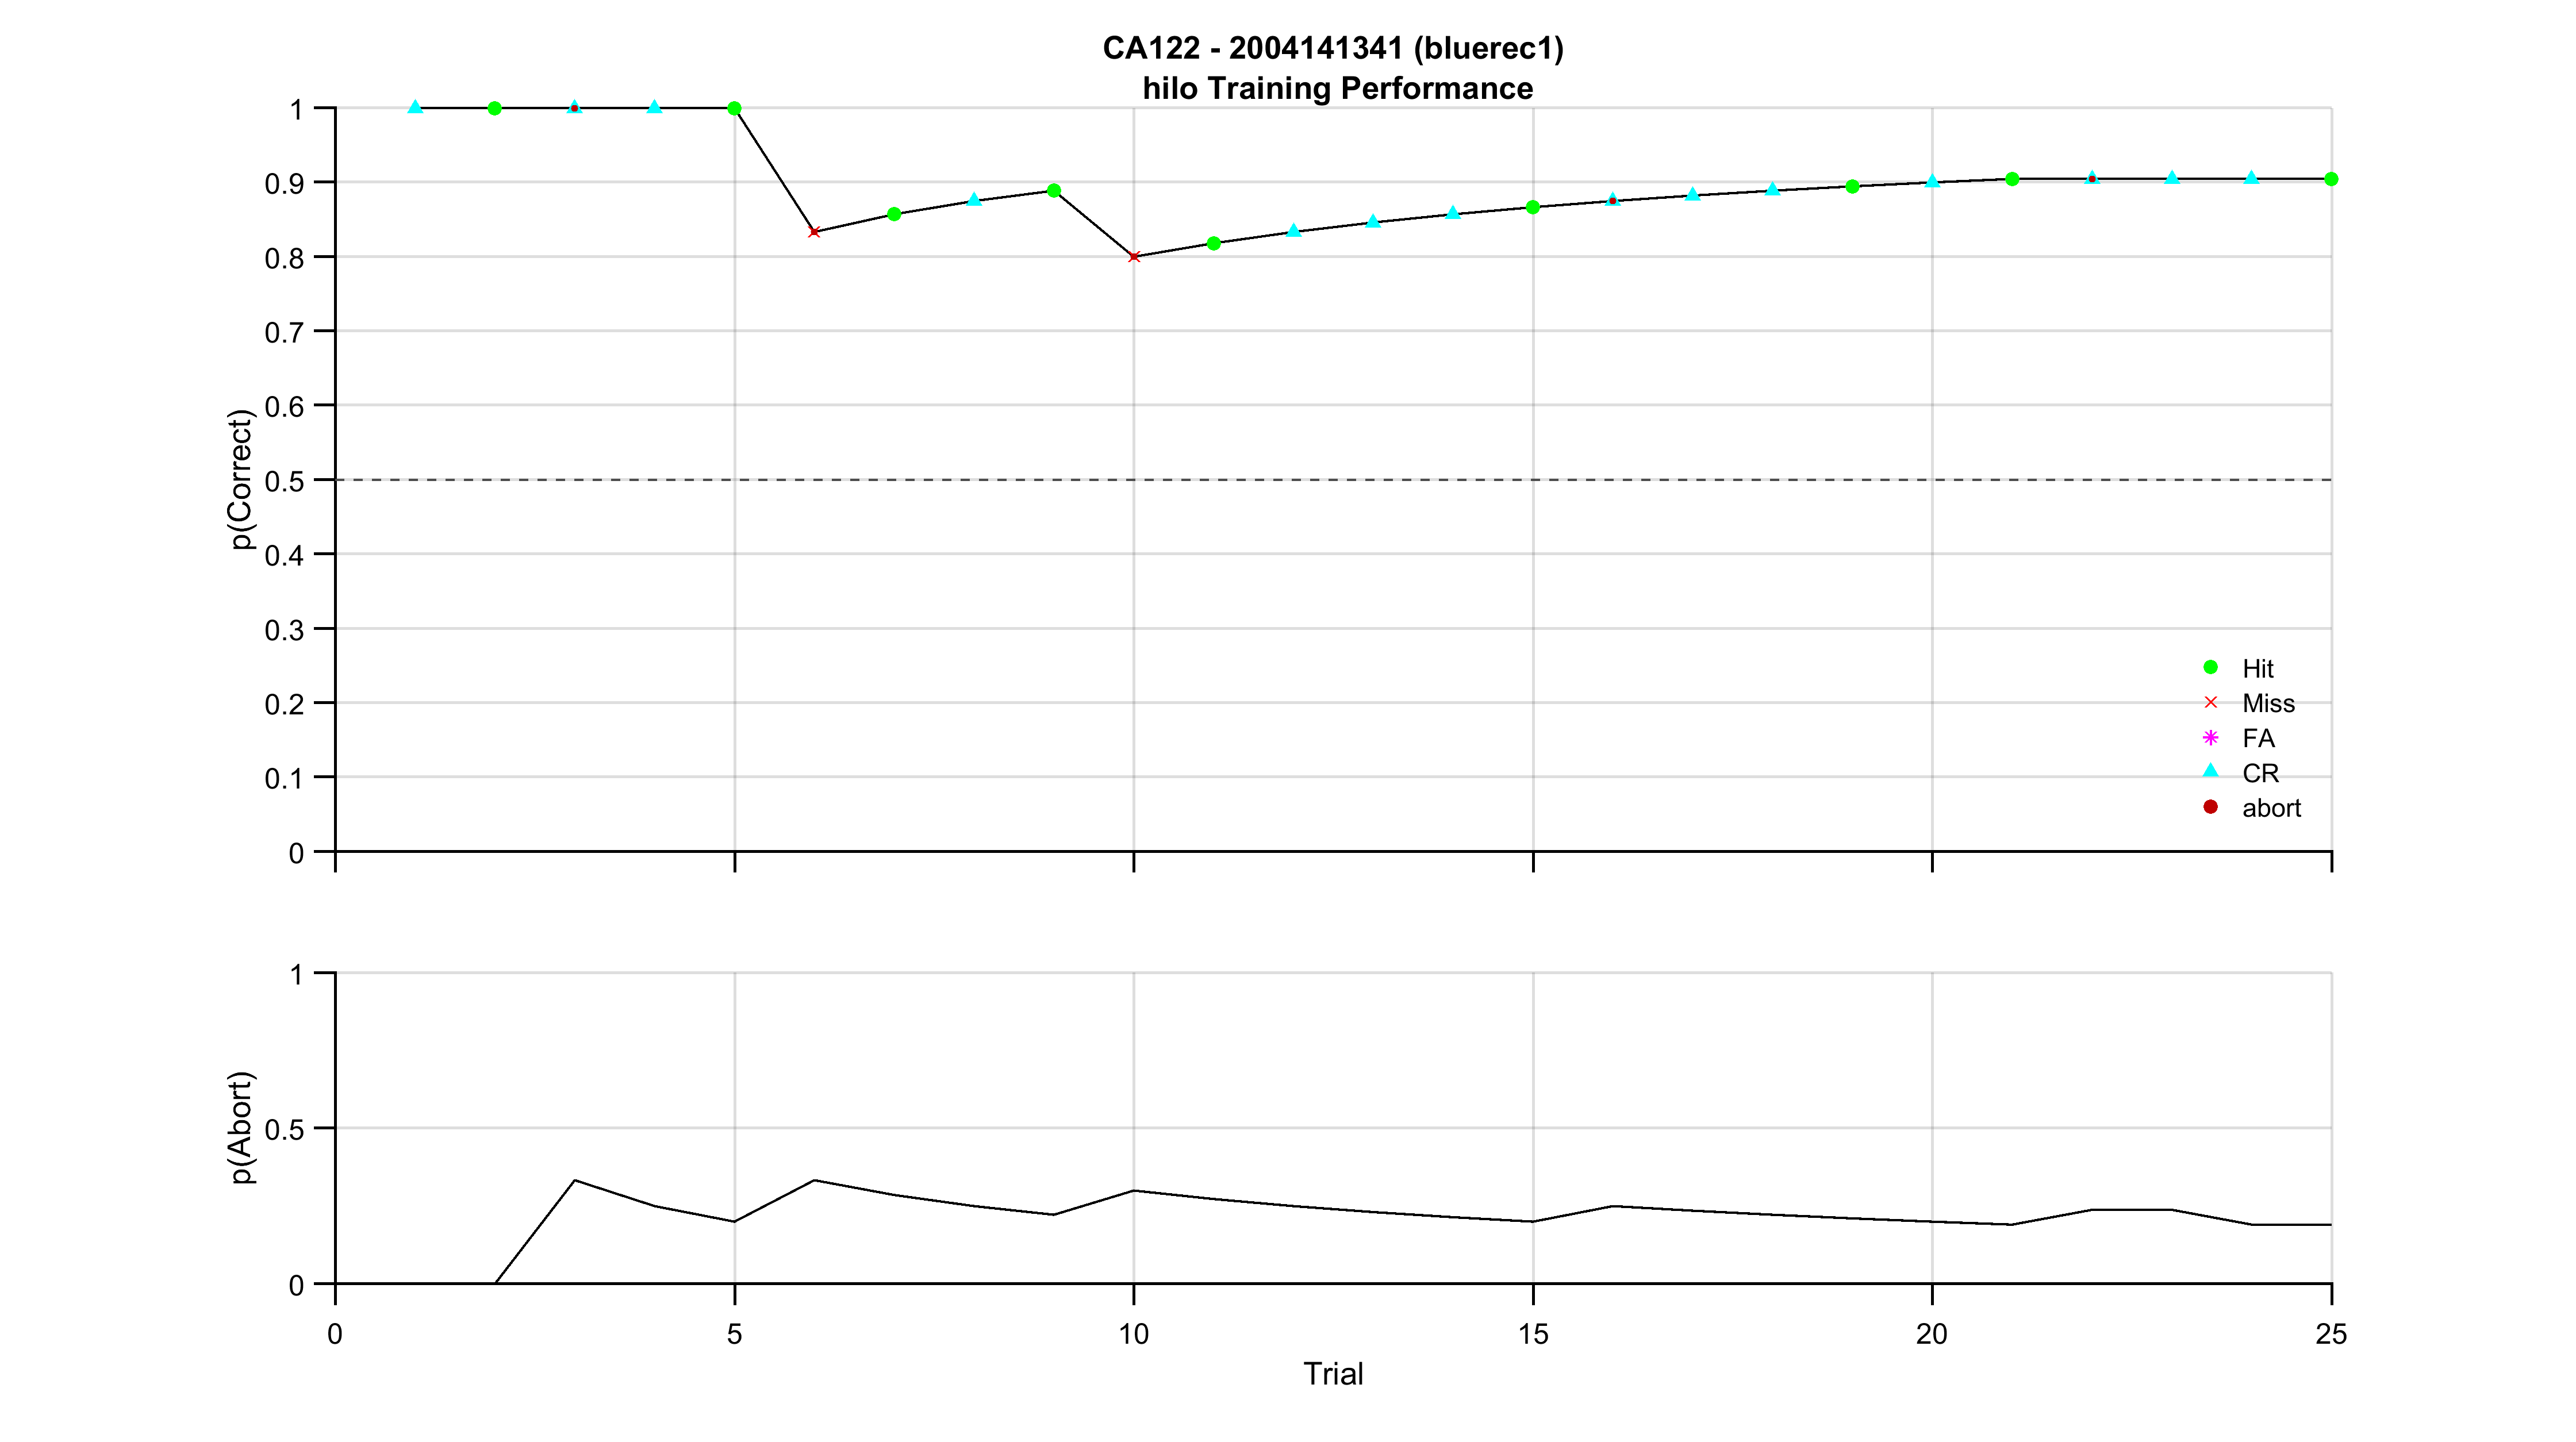 CA122 - 2004141341 (bluerec1)
hilo Training Performance
1
0.9
0.8
0.7
0.6
0.5
0.4
0.3
0.2
0.1
0
p(Correct)
Hit
Miss
FA
CR
abort
1
0.5
0
p(Abort)
0
5
10
15
20
25
Trial